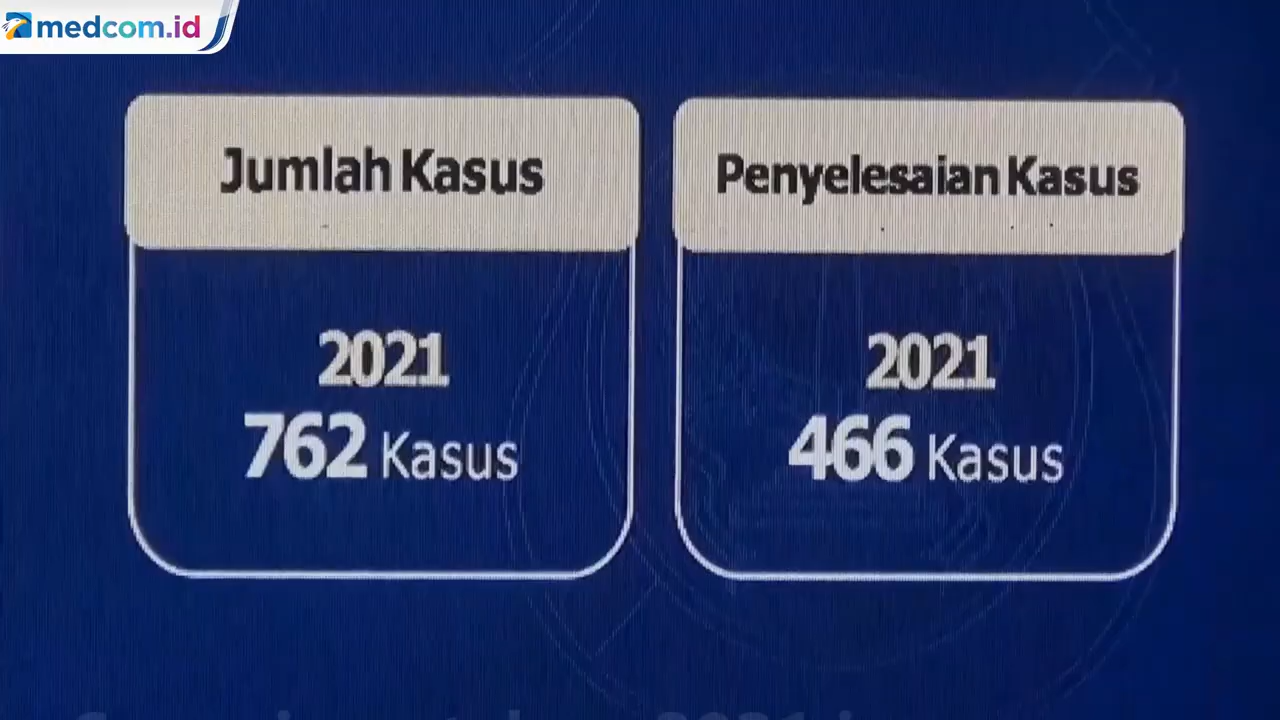 medcom.id
Jumlah Kasus
Penyelesaian Kasus
2021
762 Kasus
2021
466 Kasus